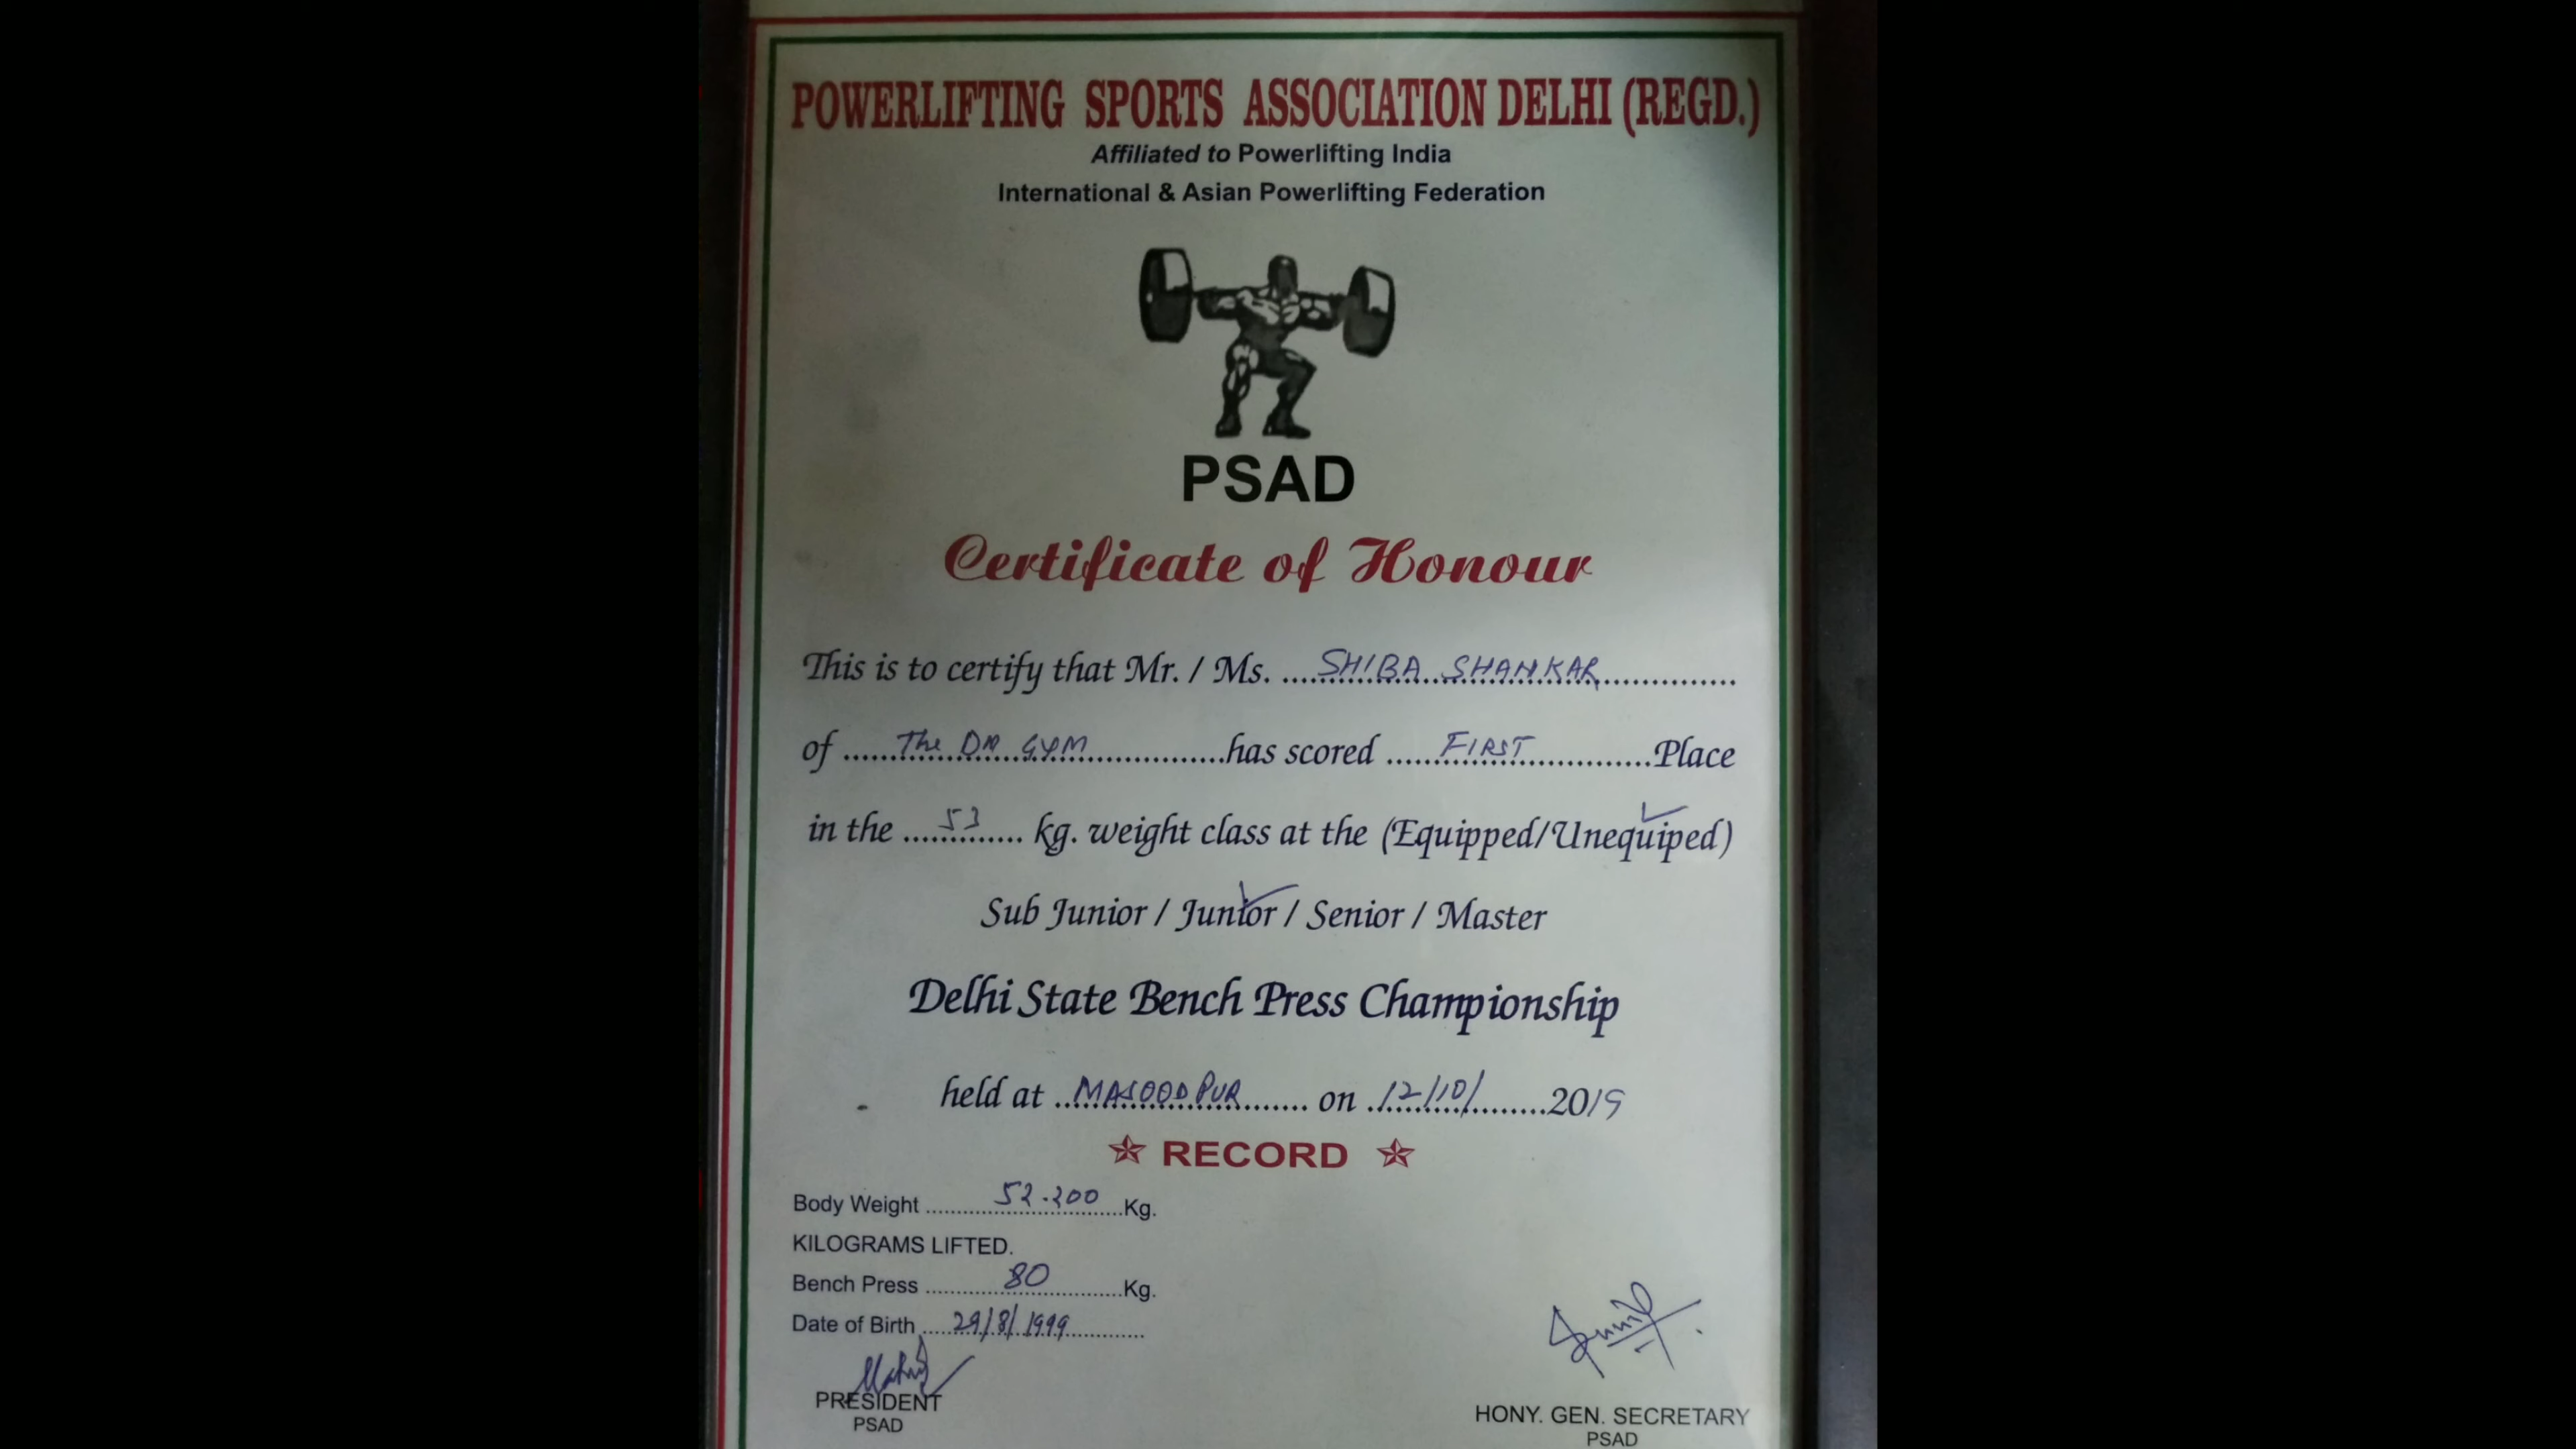 POWERLIFTING SPORTS ASSOCIATION DELHI (REGD.)
Affiliated to Powerlifting India
International & Asian Powerlifting Federation
PSAD
Certificate of Honour
This is to certify that Mr. / Ms. SHIBA SHANKAR
of The DR GYM has scored FIRST Place
in the 53 kg. weight class at the (Equipped/Unequiped)
Sub Junior / Junior / Senior / Master
Delhi State Bench Press Championship
held at MASOODPUR on 12/10/ 2019
RECORD
Body Weight 52.200 Kg.
KILOGRAMS LIFTED.
Bench Press 80 Kg.
Date of Birth 29/8/1999
PRESIDENT
PSAD
HONY. GEN. SECRETARY
PSAD